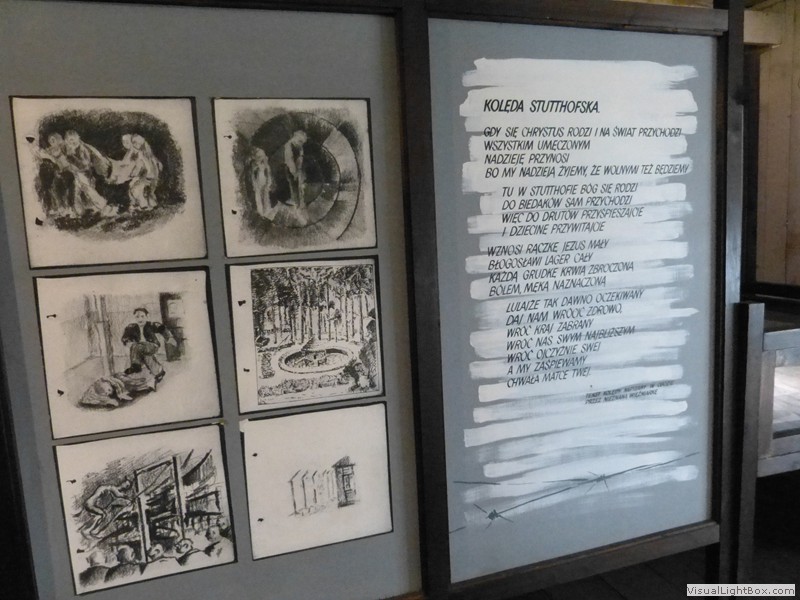 KOLĘDA STUTTHOFSKA.
GDY SIĘ CHRYSTUS RODZI I NA ŚWIAT PRZYCHODZI
WSZYSTKIM UMĘCZONYM
NADZIEJĘ PRZYNOSI
BO MY NADZIEJĄ ŻYJEMY, ŻE WOLNYMI TEŻ BĘDZIEMY
TU W STUTTHOFIE BÓG SIĘ RODZI
DO BIEDAKÓW SAM PRZYCHODZI
WIĘC DO DRUTÓW PRZYŚPIESZAJCIE
I DZIECINĘ PRZYWITAJCIE
WZNOSI RĄCZKĘ JEZUS MAŁY
BŁOGOSŁAWI LAGER CAŁY
KAŻDĄ GRUDKĘ KRWIĄ ZBROCZONĄ
BÓLEM, MĘKĄ NAZNACZONĄ
LULAJŻE TAK DAWNO OCZEKIWANY
DAJ NAM WRÓCIĆ ZDROWO,
WRÓĆ KRAJ ZABRANY
WRÓĆ NAS SWYM NAJBLIŻSZYM
WRÓĆ OJCZYŹNIE SWEJ
A MY ZAŚPIEWAMY
CHWAŁA MATCE TWEJ.
VisualLightBox.com